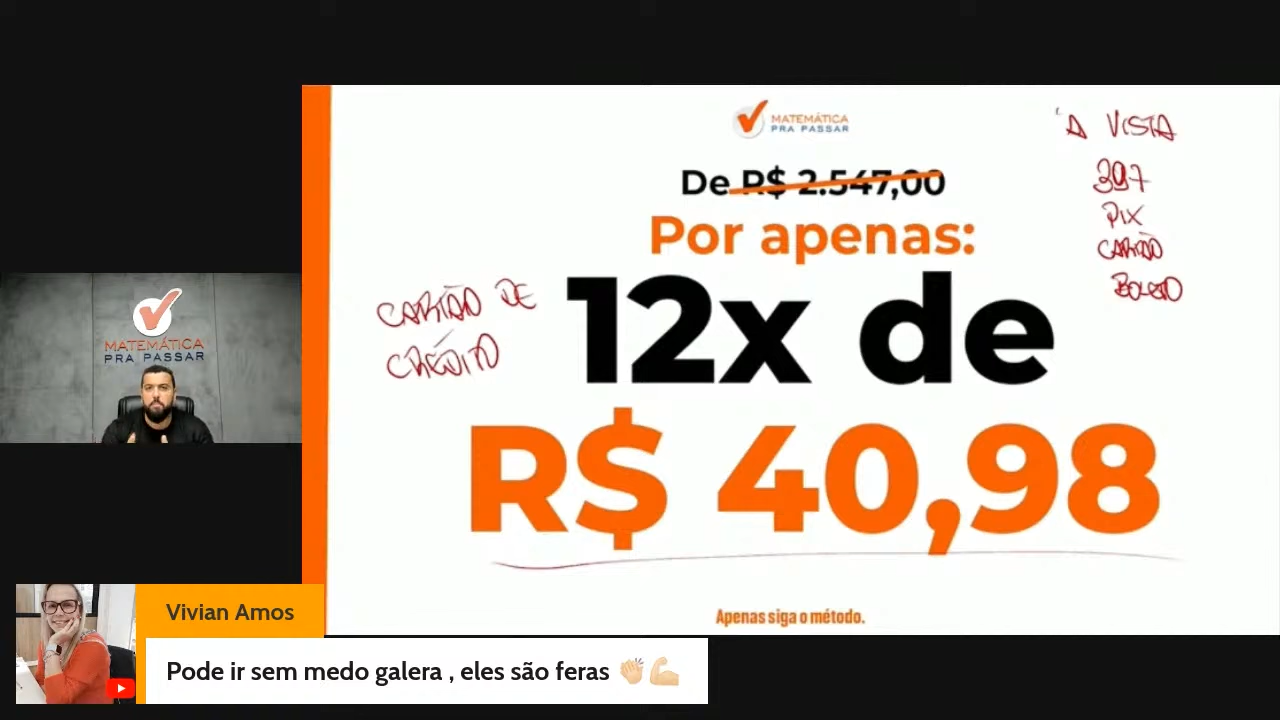 MATEMÁTICA
PRA PASSAR
De R$ 2.547,00
Por apenas:
12x de
R$ 40,98
Apenas siga o método.
CARTÃO DE
CRÉDITO
À VISTA
397
PIX
CARTÃO
BOLETO
MATEMÁTICA
PRA PASSAR
Vivian Amos
Pode ir sem medo galera , eles são feras 👏🏻💪🏻